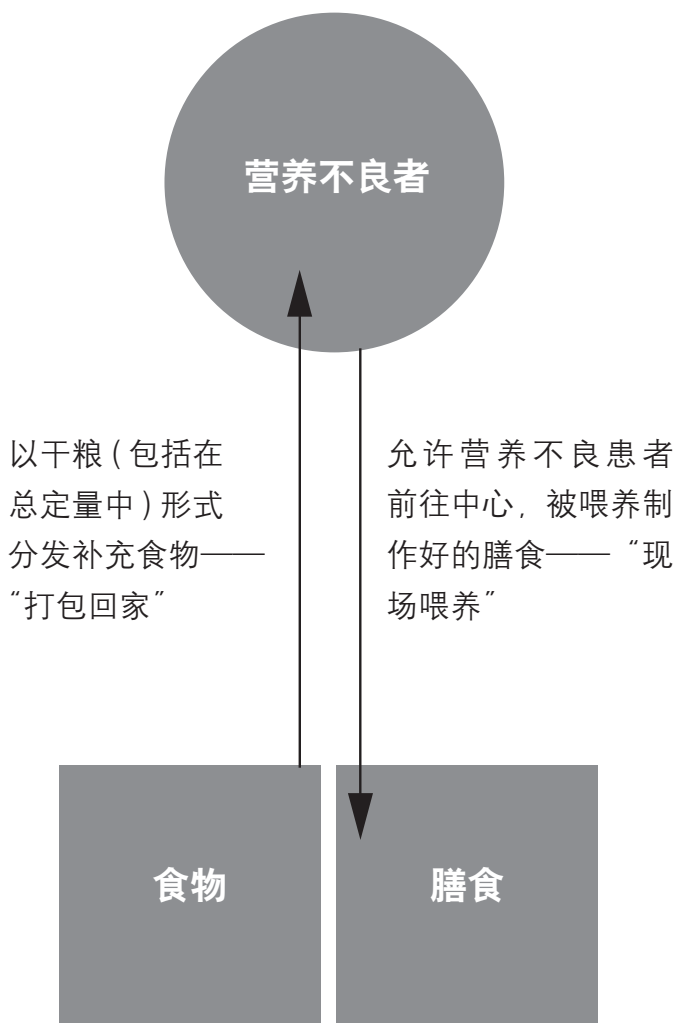 营养不良者
以干粮(包括在
总定量中)形式
分发补充食物——
“打包回家”
允许营养不良患者
前往中心，被喂养制
作好的膳食——“现
场喂养”
食物
膳食